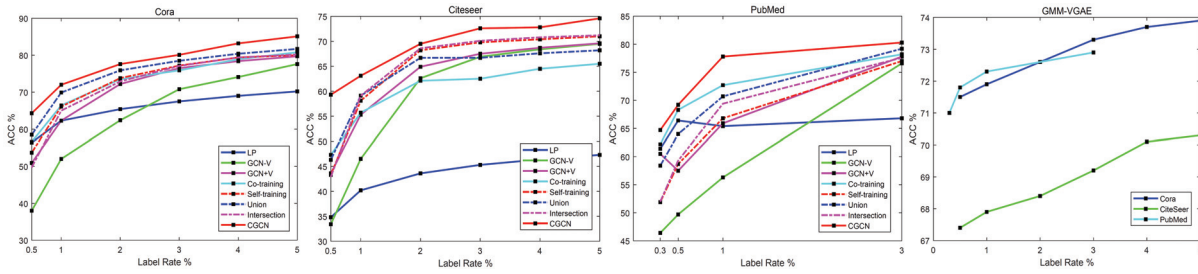 Cora
ACC %
90
80
70
60
50
40
30
0.5
1
2
3
4
5
Label Rate %
LP
GCN-V
GCN+V
Co-training
Self-training
Union
Intersection
CGCN
Citeseer
ACC %
75
70
65
60
55
50
45
40
35
30
0.5
1
2
3
4
5
Label Rate %
LP
GCN-V
GCN+V
Co-training
Self-training
Union
Intersection
CGCN
PubMed
ACC %
85
80
75
70
65
60
55
50
45
0.3
0.5
1
3
Label Rate %
LP
GCN-V
GCN+V
Co-training
Self-training
Union
Intersection
CGCN
GMM-VGAE
ACC %
74
73
72
71
70
69
68
67
0
1
2
3
4
Label Rate %
Cora
CiteSeer
PubMed